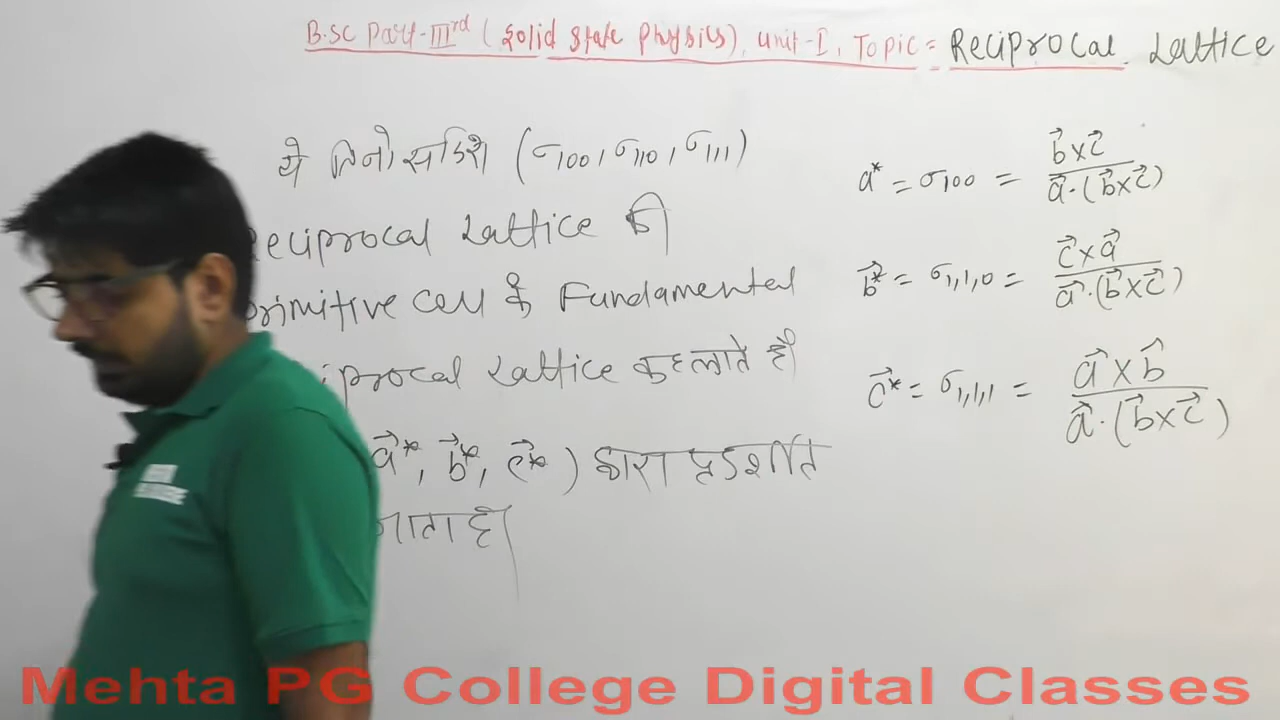 B.Sc Part-IIIrd (Solid State Physics), Unit-I, Topic = Reciprocal Lattice
ये तिनो सदिश (σ100, σ110, σ111)
Reciprocal Lattice की
Primitive Cell के Fundamental
iprocal Lattice कहलाते है।
a⃗*, b⃗*, c⃗*) द्वारा प्रदर्शीत
जाता है।
a* = σ100 = b⃗×c⃗ / a⃗·(b⃗×c⃗)
b⃗* = σ1,1,0 = c⃗×a⃗ / a⃗·(b⃗×c⃗)
c⃗* = σ1,1,1 = a⃗×b⃗ / a⃗·(b⃗×c⃗)
Mehta PG College Digital Classes